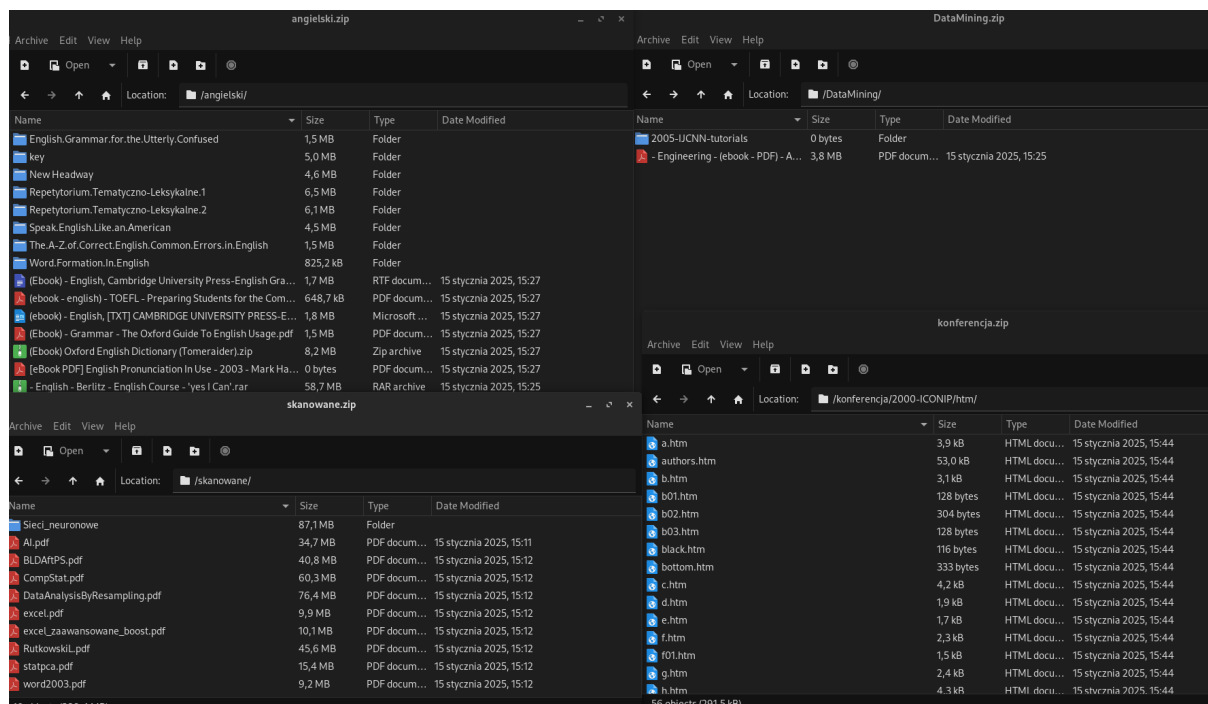 angielski.zip
Archive Edit View Help
Open
Location: /angielski/
Name Size Type Date Modified
English.Grammar.for.the.Utterly.Confused 1,5 MB Folder
key 5,0 MB Folder
New Headway 4,6 MB Folder
Repetytorium.Tematyczno-Leksykalne.1 6,5 MB Folder
Repetytorium.Tematyczno-Leksykalne.2 6,1 MB Folder
Speak.English.Like.an.American 4,5 MB Folder
The.A-Z.of.Correct.English.Common.Errors.in.English 1,5 MB Folder
Word.Formation.In.English 825,2 kB Folder
(Ebook) - English, Cambridge University Press-English Gra... 1,7 MB RTF docum... 15 stycznia 2025, 15:27
(ebook - english) - TOEFL - Preparing Students for the Com... 648,7 kB PDF docum... 15 stycznia 2025, 15:27
(ebook - English, [TXT] CAMBRIDGE UNIVERSITY PRESS-E... 1,8 MB Microsoft ... 15 stycznia 2025, 15:27
(Ebook) - Grammar - The Oxford Guide To English Usage.pdf 1,5 MB PDF docum... 15 stycznia 2025, 15:27
(Ebook) Oxford English Dictionary (Tomeraider).zip 8,2 MB Zip archive 15 stycznia 2025, 15:27
[eBook PDF] English Pronunciation In Use - 2003 - Mark Ha... 0 bytes PDF docum... 15 stycznia 2025, 15:27
- English - Berlitz - English Course - 'yes I Can'.rar 58,7 MB RAR archive 15 stycznia 2025, 15:25
DataMining.zip
Archive Edit View Help
Open
Location: /DataMining/
Name Size Type Date Modified
2005-IJCNN-tutorials 0 bytes Folder
- Engineering - (ebook - PDF) - A... 3,8 MB PDF docum... 15 stycznia 2025, 15:25
skanowane.zip
Archive Edit View Help
Open
Location: /skanowane/
Name Size Type Date Modified
Sieci_neuronowe 87,1 MB Folder
AI.pdf 34,7 MB PDF docum... 15 stycznia 2025, 15:11
BLDAftPS.pdf 40,8 MB PDF docum... 15 stycznia 2025, 15:12
CompStat.pdf 60,3 MB PDF docum... 15 stycznia 2025, 15:12
DataAnalysisByResampling.pdf 76,4 MB PDF docum... 15 stycznia 2025, 15:12
excel.pdf 9,9 MB PDF docum... 15 stycznia 2025, 15:12
excel_zaawansowane_boost.pdf 10,1 MB PDF docum... 15 stycznia 2025, 15:12
RutkowskiL.pdf 45,6 MB PDF docum... 15 stycznia 2025, 15:12
statpca.pdf 15,4 MB PDF docum... 15 stycznia 2025, 15:12
word2003.pdf 9,2 MB PDF docum... 15 stycznia 2025, 15:12
konferencja.zip
Archive Edit View Help
Open
Location: /konferencja/2000-ICONIP/htm/
Name Size Type Date Modified
a.htm 3,9 kB HTML docu... 15 stycznia 2025, 15:44
authors.htm 53,0 kB HTML docu... 15 stycznia 2025, 15:44
b.htm 3,1 kB HTML docu... 15 stycznia 2025, 15:44
b01.htm 128 bytes HTML docu... 15 stycznia 2025, 15:44
b02.htm 304 bytes HTML docu... 15 stycznia 2025, 15:44
b03.htm 128 bytes HTML docu... 15 stycznia 2025, 15:44
black.htm 116 bytes HTML docu... 15 stycznia 2025, 15:44
bottom.htm 333 bytes HTML docu... 15 stycznia 2025, 15:44
c.htm 4,2 kB HTML docu... 15 stycznia 2025, 15:44
d.htm 1,9 kB HTML docu... 15 stycznia 2025, 15:44
e.htm 1,7 kB HTML docu... 15 stycznia 2025, 15:44
f.htm 2,3 kB HTML docu... 15 stycznia 2025, 15:44
f01.htm 1,5 kB HTML docu... 15 stycznia 2025, 15:44
g.htm 2,4 kB HTML docu... 15 stycznia 2025, 15:44
h.htm 4,3 kB HTML docu... 15 stycznia 2025, 15:44
56 objects (291,5 kB)